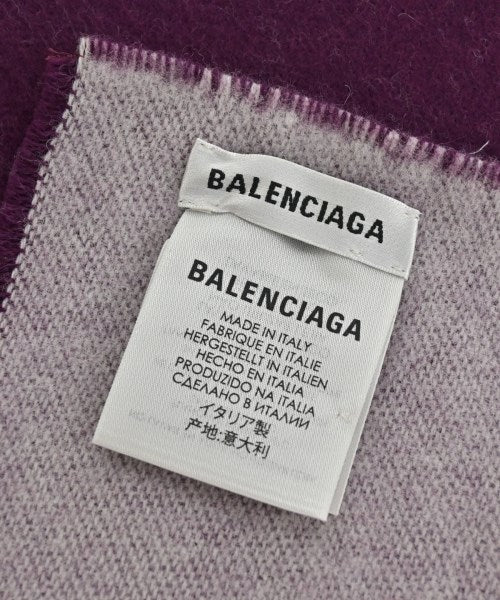 BALENCIAGA
BALENCIAGA
MADE IN ITALY
FABRIQUE EN ITALIE
HERGESTELLT IN ITALIEN
HECHO EN ITALIA
PRODUZIDO NA ITALIA
СДЕЛАНО В ИТАЛИИ
イタリア製
产地:意大利